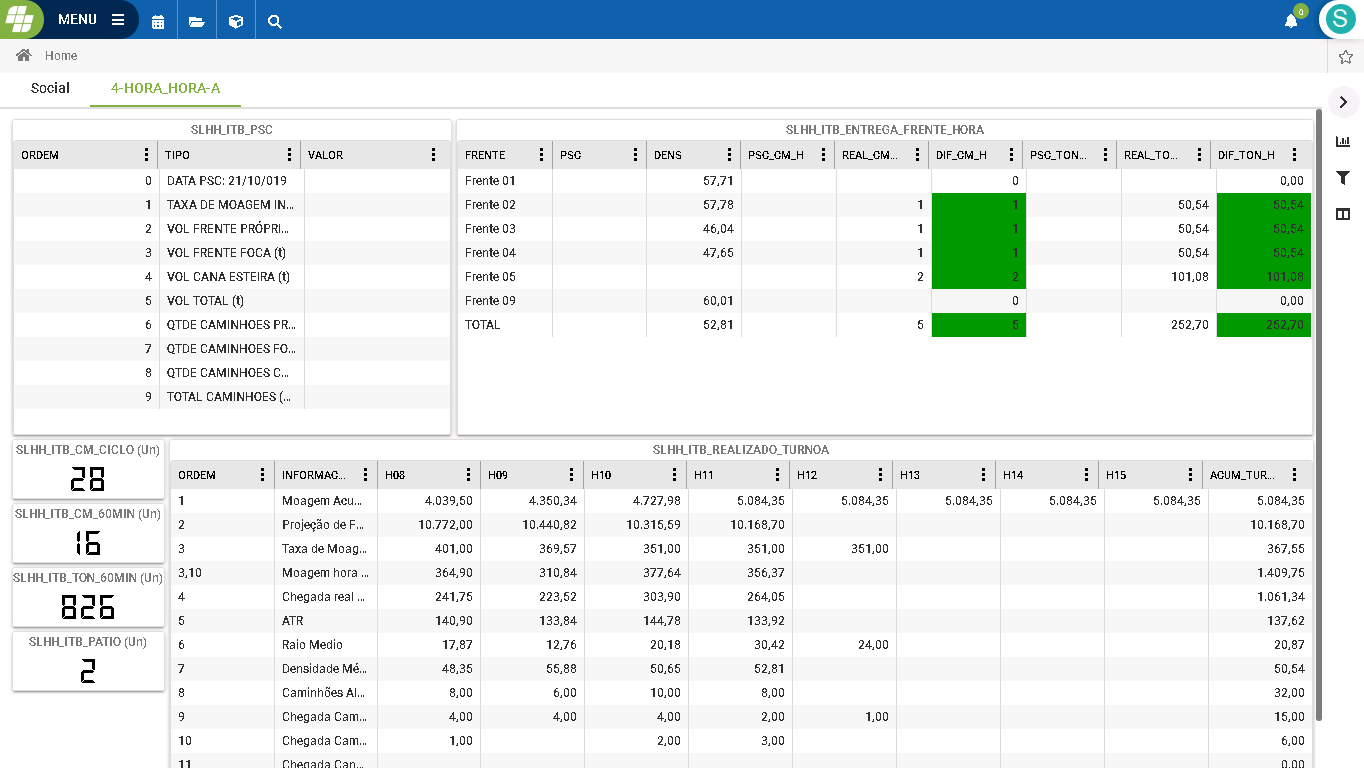 MENU
0
S
Home
Social 4-HORA_HORA-A
SLHH_ITB_PSC
ORDEM TIPO VALOR
0 DATA PSC: 21/10/019
1 TAXA DE MOAGEM IN...
2 VOL FRENTE PRÓPRI...
3 VOL FRENTE FOCA (t)
4 VOL CANA ESTEIRA (t)
5 VOL TOTAL (t)
6 QTDE CAMINHOES PR...
7 QTDE CAMINHOES FO...
8 QTDE CAMINHOES C...
9 TOTAL CAMINHOES (...
SLHH_ITB_ENTREGA_FRENTE_HORA
FRENTE PSC DENS PSC_CM_H REAL_CM... DIF_CM_H PSC_TON... REAL_TO... DIF_TON_H
Frente 01 57,71 0 0,00
Frente 02 57,78 1 1 50,54 50,54
Frente 03 46,04 1 1 50,54 50,54
Frente 04 47,65 1 1 50,54 50,54
Frente 05 2 2 101,08 101,08
Frente 09 60,01 0 0,00
TOTAL 52,81 5 5 252,70 252,70
SLHH_ITB_CM_CICLO (Un)
28
SLHH_ITB_CM_60MIN (Un)
16
SLHH_ITB_TON_60MIN (Un)
826
SLHH_ITB_PATIO (Un)
2
SLHH_ITB_REALIZADO_TURNOA
ORDEM INFORMAC... H08 H09 H10 H11 H12 H13 H14 H15 ACUM_TUR...
1 Moagem Acu... 4.039,50 4.350,34 4.727,98 5.084,35 5.084,35 5.084,35 5.084,35 5.084,35 5.084,35
2 Projeção de F... 10.772,00 10.440,82 10.315,59 10.168,70 10.168,70
3 Taxa de Moag... 401,00 369,57 351,00 351,00 351,00 367,55
3,10 Moagem hora ... 364,90 310,84 377,64 356,37 1.409,75
4 Chegada real ... 241,75 223,52 303,90 264,05 1.061,34
5 ATR 140,90 133,84 144,78 133,92 137,62
6 Raio Medio 17,87 12,76 20,18 30,42 24,00 20,87
7 Densidade Mé... 48,35 55,88 50,65 52,81 50,54
8 Caminhões Al... 8,00 6,00 10,00 8,00 32,00
9 Chegada Cam... 4,00 4,00 4,00 2,00 1,00 15,00
10 Chegada Cam... 1,00 2,00 3,00 6,00
11 Chegada Can... 0,00